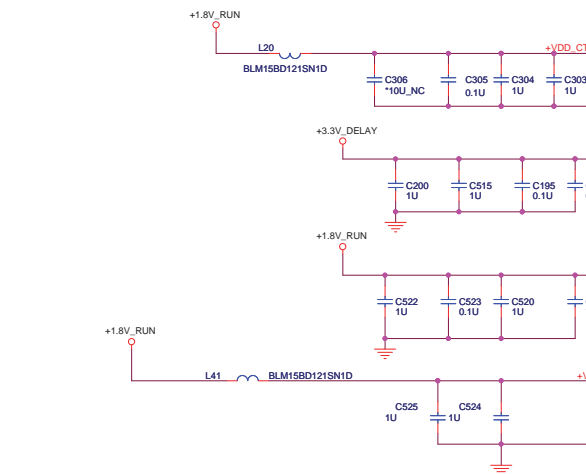 +1.8V_RUN
L20
BLM15BD121SN1D
+VDD_CT
C306
*10U_NC
C305
0.1U
C304
1U
C303
1U
+3.3V_DELAY
C200
1U
C515
1U
C195
0.1U
+1.8V_RUN
C522
1U
C523
0.1U
C520
1U
+1.8V_RUN
L41
BLM15BD121SN1D
+V
C525
1U
C524
1U